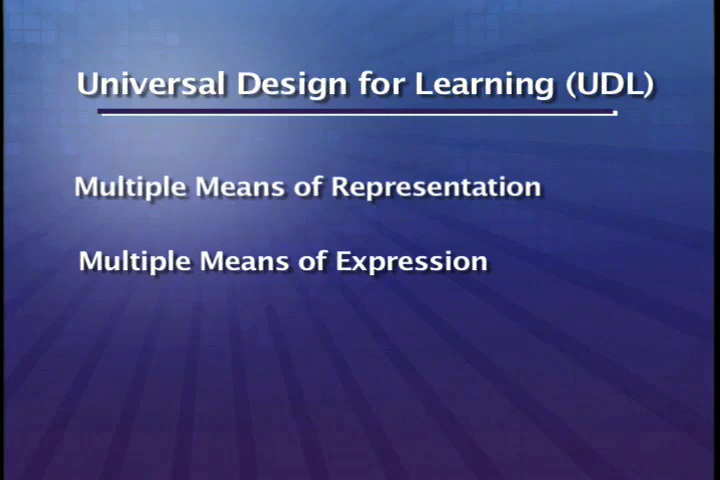 Universal Design for Learning (UDL)
Multiple Means of Representation
Multiple Means of Expression